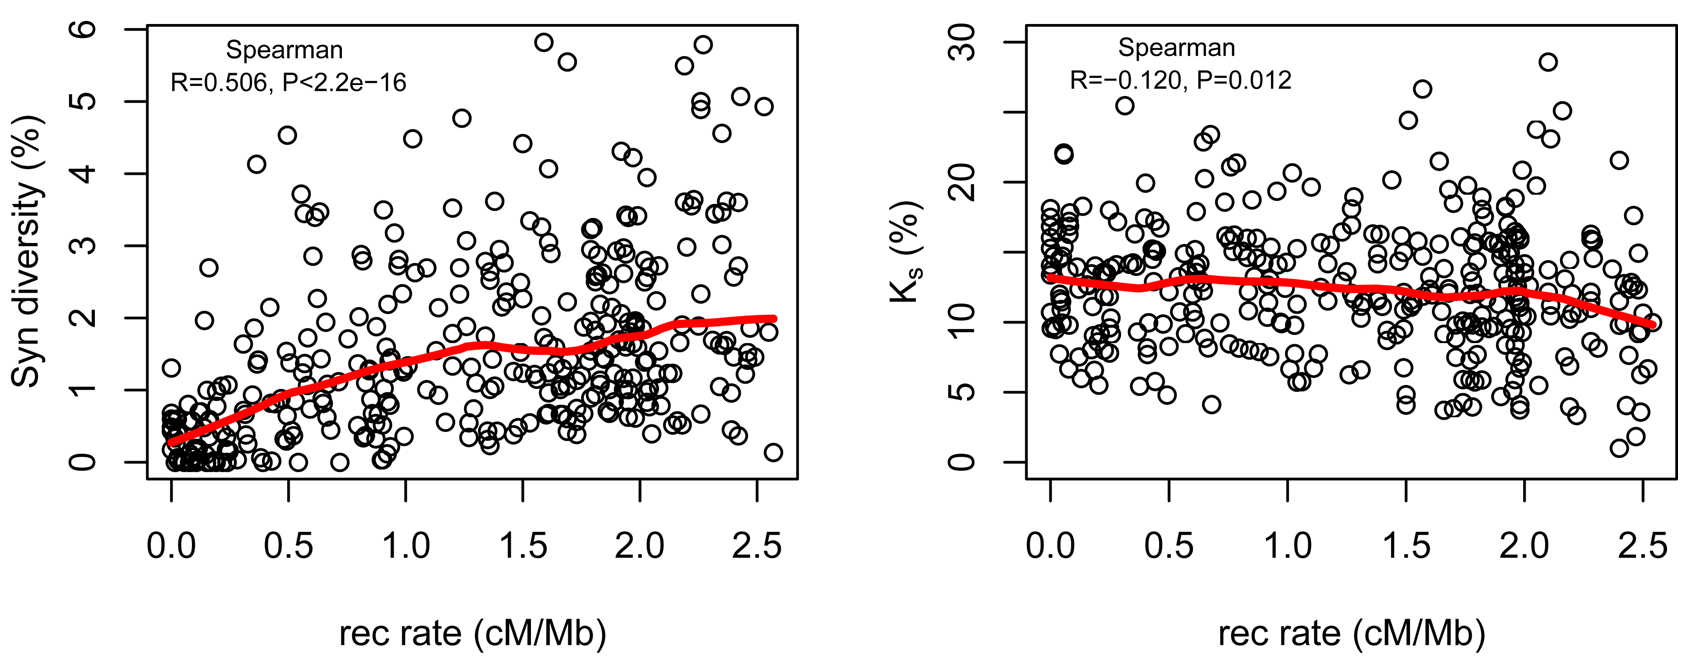 Spearman
R=0.506, P<2.2e−16
Syn diversity (%)
6
5
4
3
2
1
0
0.0 0.5 1.0 1.5 2.0 2.5
rec rate (cM/Mb)
Spearman
R=−0.120, P=0.012
Ks (%)
30
20
10
5
0
0.0 0.5 1.0 1.5 2.0 2.5
rec rate (cM/Mb)